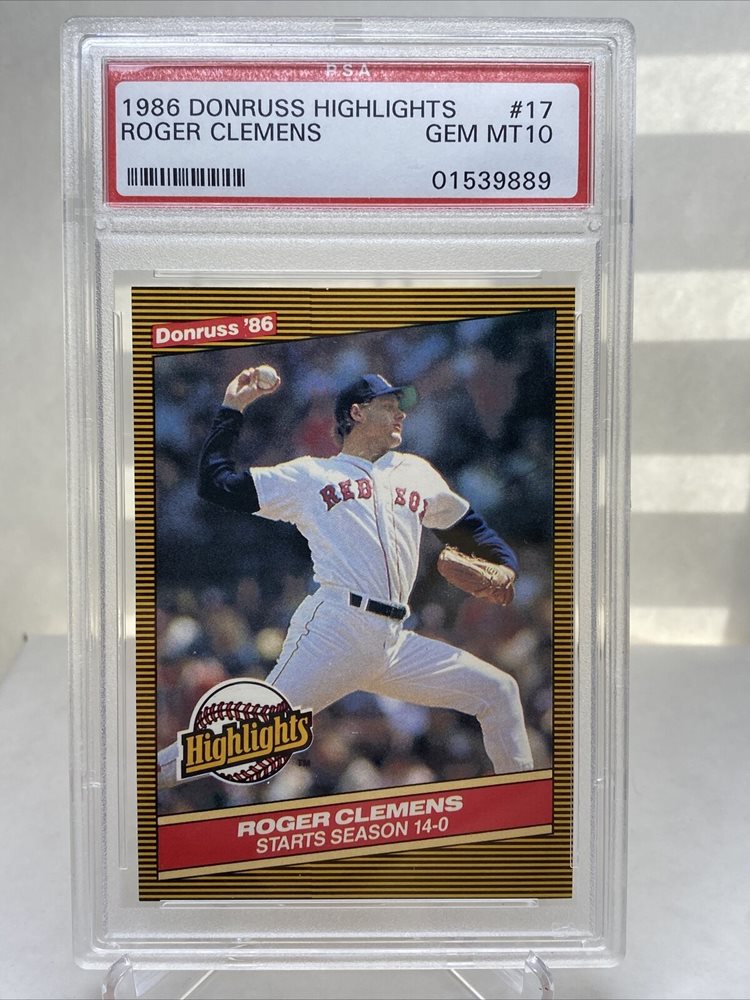 PSA
1986 DONRUSS HIGHLIGHTS #17
ROGER CLEMENS GEM MT10
01539889
Donruss '86
RED SOX
Highlights™
ROGER CLEMENS
STARTS SEASON 14-0